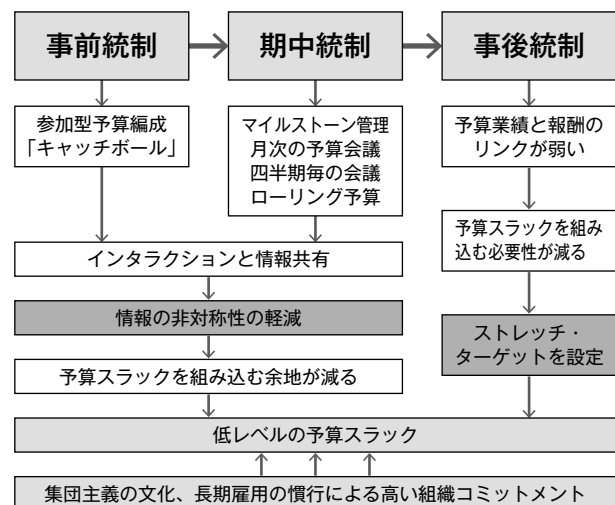 事前統制
期中統制
事後統制
参加型予算編成
「キャッチボール」
マイルストーン管理
月次の予算会議
四半期毎の会議
ローリング予算
予算業績と報酬の
リンクが弱い
インタラクションと情報共有
予算スラックを組み
込む必要性が減る
情報の非対称性の軽減
ストレッチ・
ターゲットを設定
予算スラックを組み込む余地が減る
低レベルの予算スラック
集団主義の文化、長期雇用の慣行による高い組織コミットメント